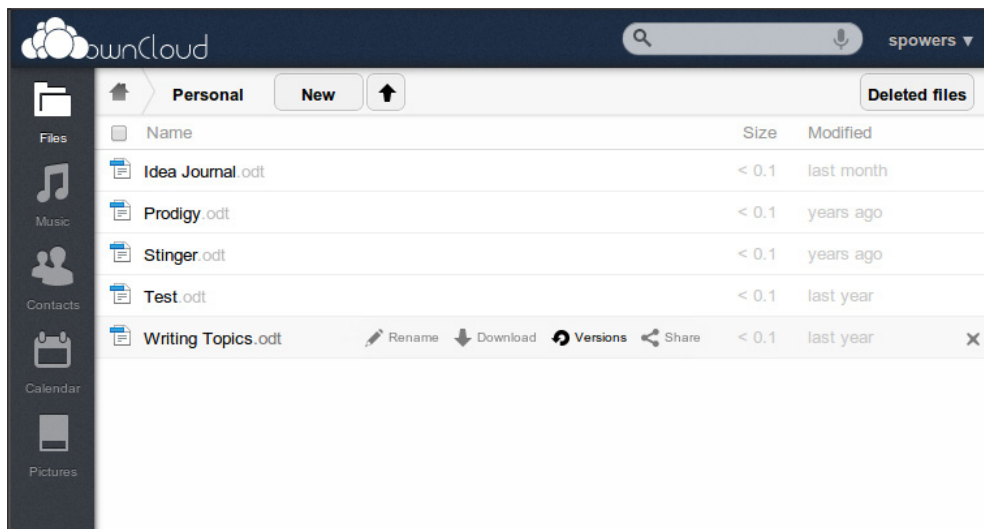 ownCloud
spowers ▼
Personal New Deleted files
Name Size Modified
Files
Idea Journal.odt < 0.1 last month
Music
Prodigy.odt < 0.1 years ago
Stinger.odt < 0.1 years ago
Contacts
Test.odt < 0.1 last year
Writing Topics.odt Rename Download Versions Share < 0.1 last year
Calendar
Pictures